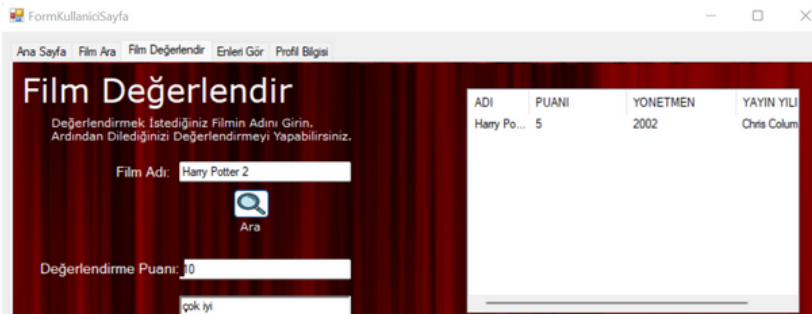 FormKullaniciSayfa
Ana Sayfa Film Ara Film Değerlendir Enleri Gör Profil Bilgisi
Film Değerlendir
Değerlendirmek İstediğiniz Filmin Adını Girin.
Ardından Dilediğinizi Değerlendirmeyi Yapabilirsiniz.
Film Adı: Harry Potter 2
Ara
Değerlendirme Puanı: 10
çok iyi
ADI PUANI YONETMEN YAYIN YILI
Harry Po... 5 2002 Chris Colum